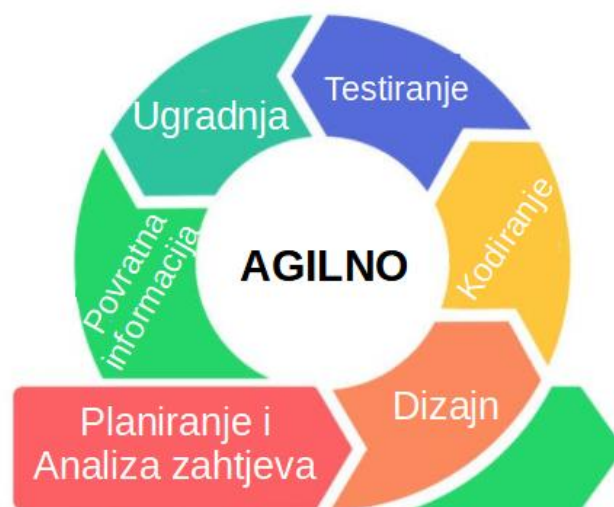 Testiranje
Ugradnja
Kodiranje
Povratna
informacija
AGILNO
Dizajn
Planiranje i
Analiza zahtjeva